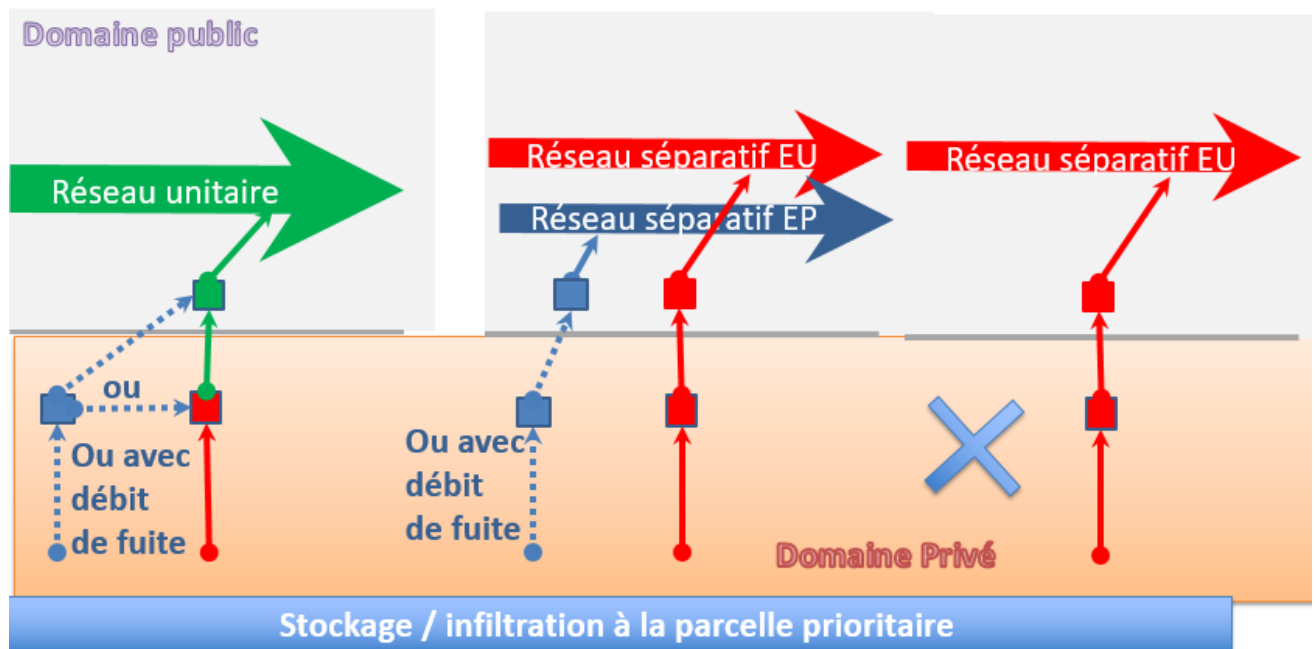 Domaine public
Réseau unitaire
Réseau séparatif EU
Réseau séparatif EP
Réseau séparatif EU
ou
Ou avec
débit
de fuite
Ou avec
débit
de fuite
Domaine Privé
Stockage / infiltration à la parcelle prioritaire